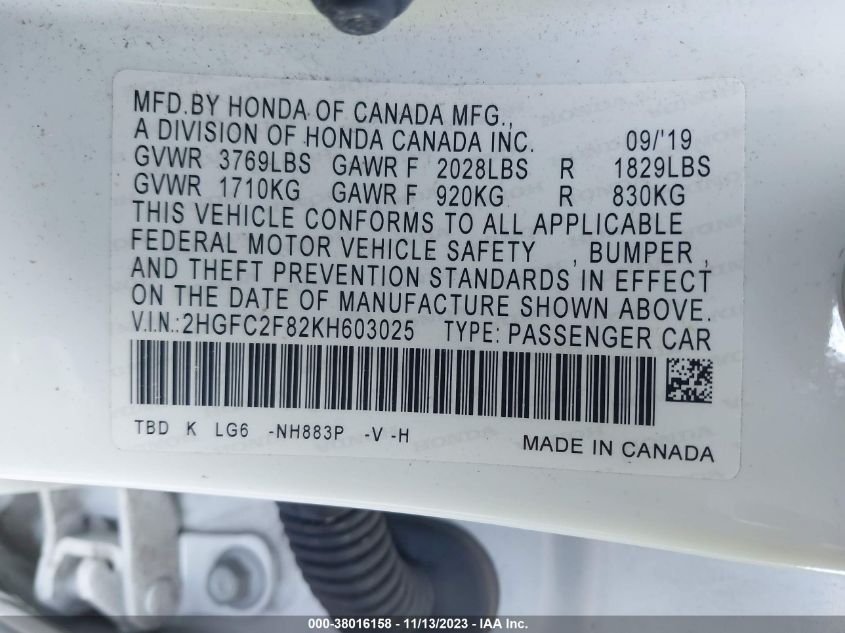 MFD.BY HONDA OF CANADA MFG.,
A DIVISION OF HONDA CANADA INC. 09/'19
GVWR 3769LBS GAWR F 2028LBS R 1829LBS
GVWR 1710KG GAWR F 920KG R 830KG
THIS VEHICLE CONFORMS TO ALL APPLICABLE
FEDERAL MOTOR VEHICLE SAFETY , BUMPER ,
AND THEFT PREVENTION STANDARDS IN EFFECT
ON THE DATE OF MANUFACTURE SHOWN ABOVE.
V.I.N.:2HGFC2F82KH603025 TYPE: PASSENGER CAR
TBD K LG6 -NH883P -V -H
MADE IN CANADA
000-38016158 - 11/13/2023 - IAA Inc.